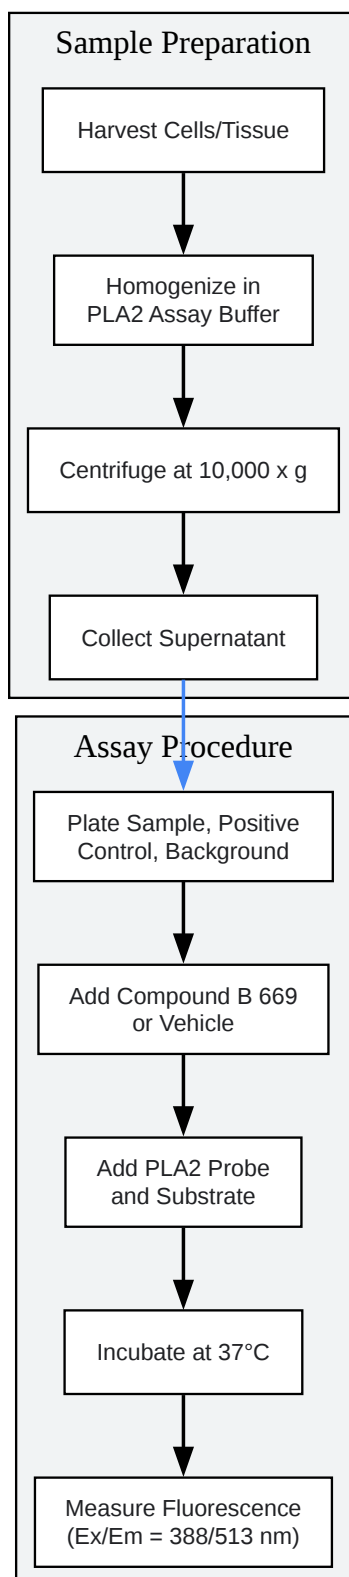 Sample Preparation
Harvest Cells/Tissue
Homogenize in
PLA2 Assay Buffer
Centrifuge at 10,000 x g
Collect Supernatant
Assay Procedure
Plate Sample, Positive
Control, Background
Add Compound B 669
or Vehicle
Add PLA2 Probe
and Substrate
Incubate at 37°C
Measure Fluorescence
(Ex/Em = 388/513 nm)